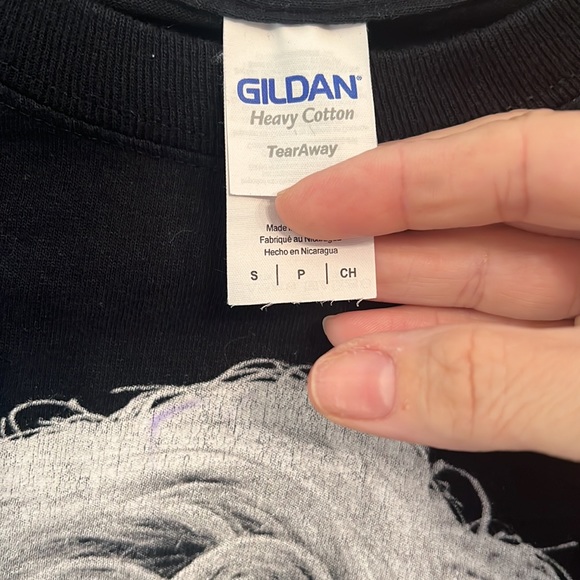 GILDAN®
Heavy Cotton
TearAway
Made
Fabriqué au Nicaragua
Hecho en Nicaragua
S | P | CH